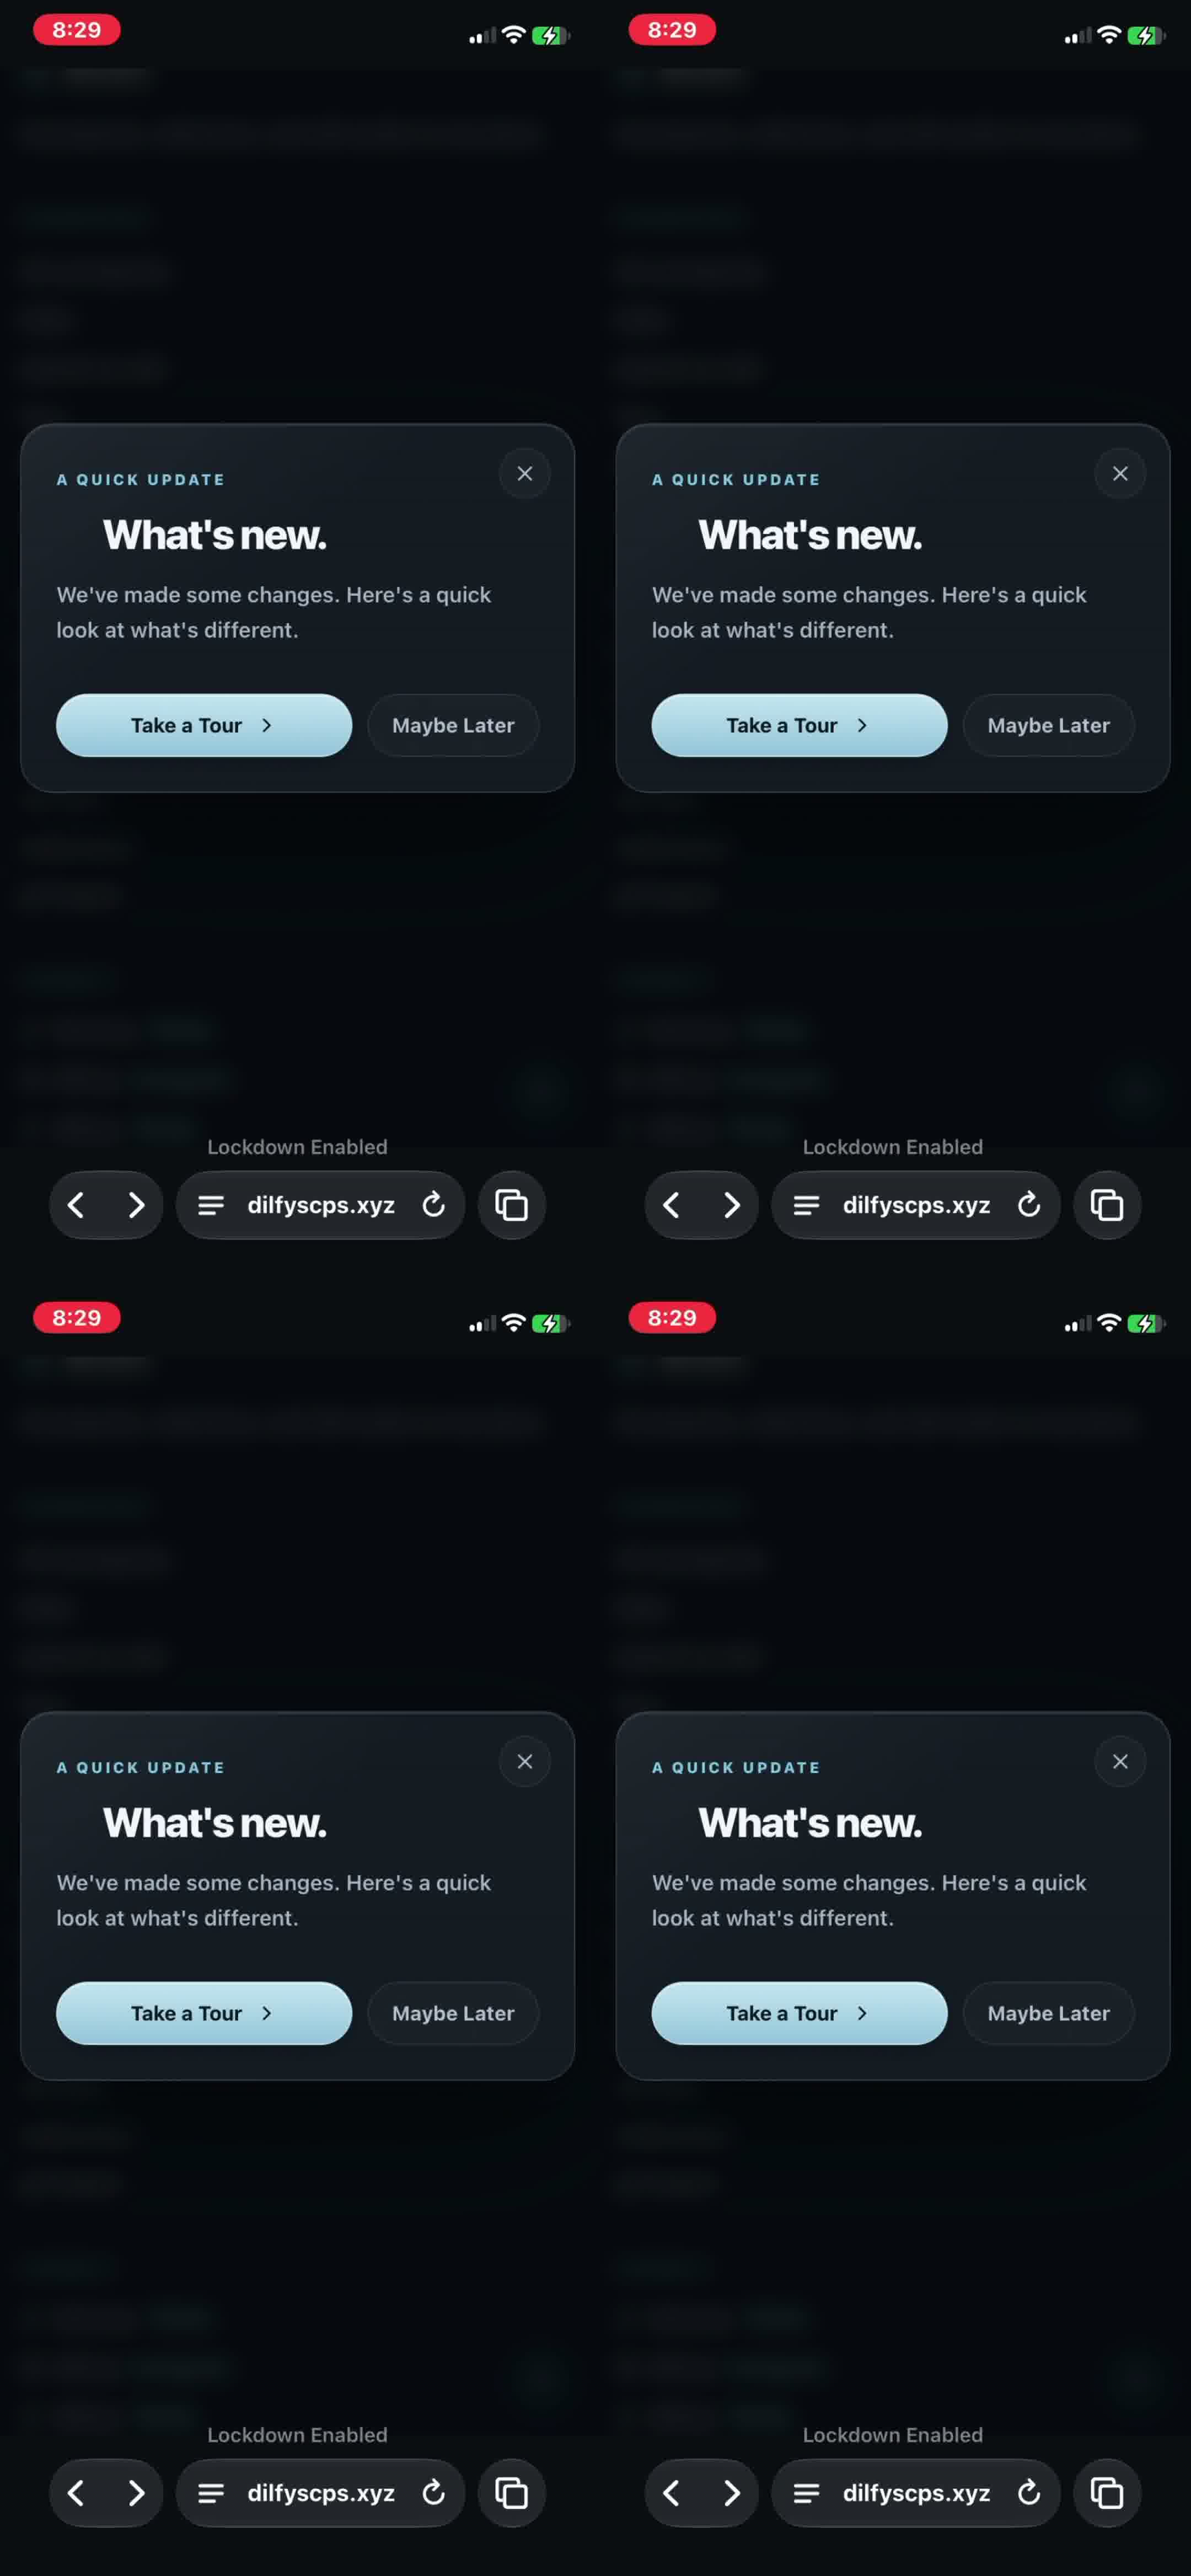 8:29
A QUICK UPDATE
What's new.
We've made some changes. Here's a quick
look at what's different.
Take a Tour
Maybe Later
Lockdown Enabled
dilfyscps.xyz
8:29
A QUICK UPDATE
What's new.
We've made some changes. Here's a quick
look at what's different.
Take a Tour
Maybe Later
Lockdown Enabled
dilfyscps.xyz
8:29
A QUICK UPDATE
What's new.
We've made some changes. Here's a quick
look at what's different.
Take a Tour
Maybe Later
Lockdown Enabled
dilfyscps.xyz
8:29
A QUICK UPDATE
What's new.
We've made some changes. Here's a quick
look at what's different.
Take a Tour
Maybe Later
Lockdown Enabled
dilfyscps.xyz